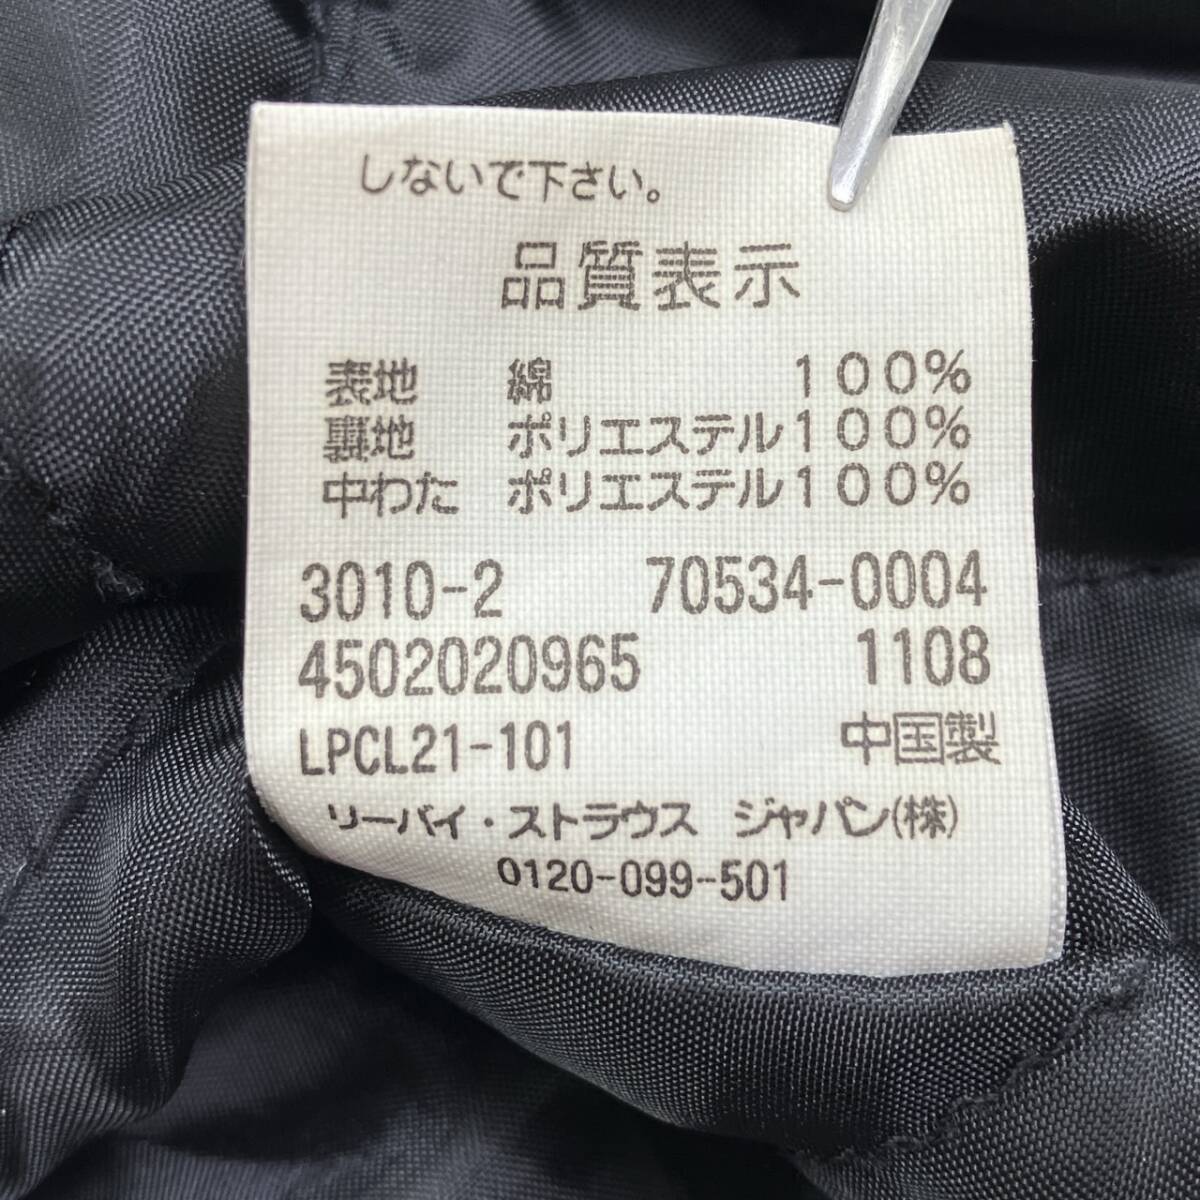 しないで下さい。
品質表示
表地 綿 100%
裏地 ポリエステル100%
中わた ポリエステル100%
3010-2 70534-0004
4502020965 1108
LPCL21-101 中国製
リーバイ・ストラウス ジャパン(株)
0120-099-501